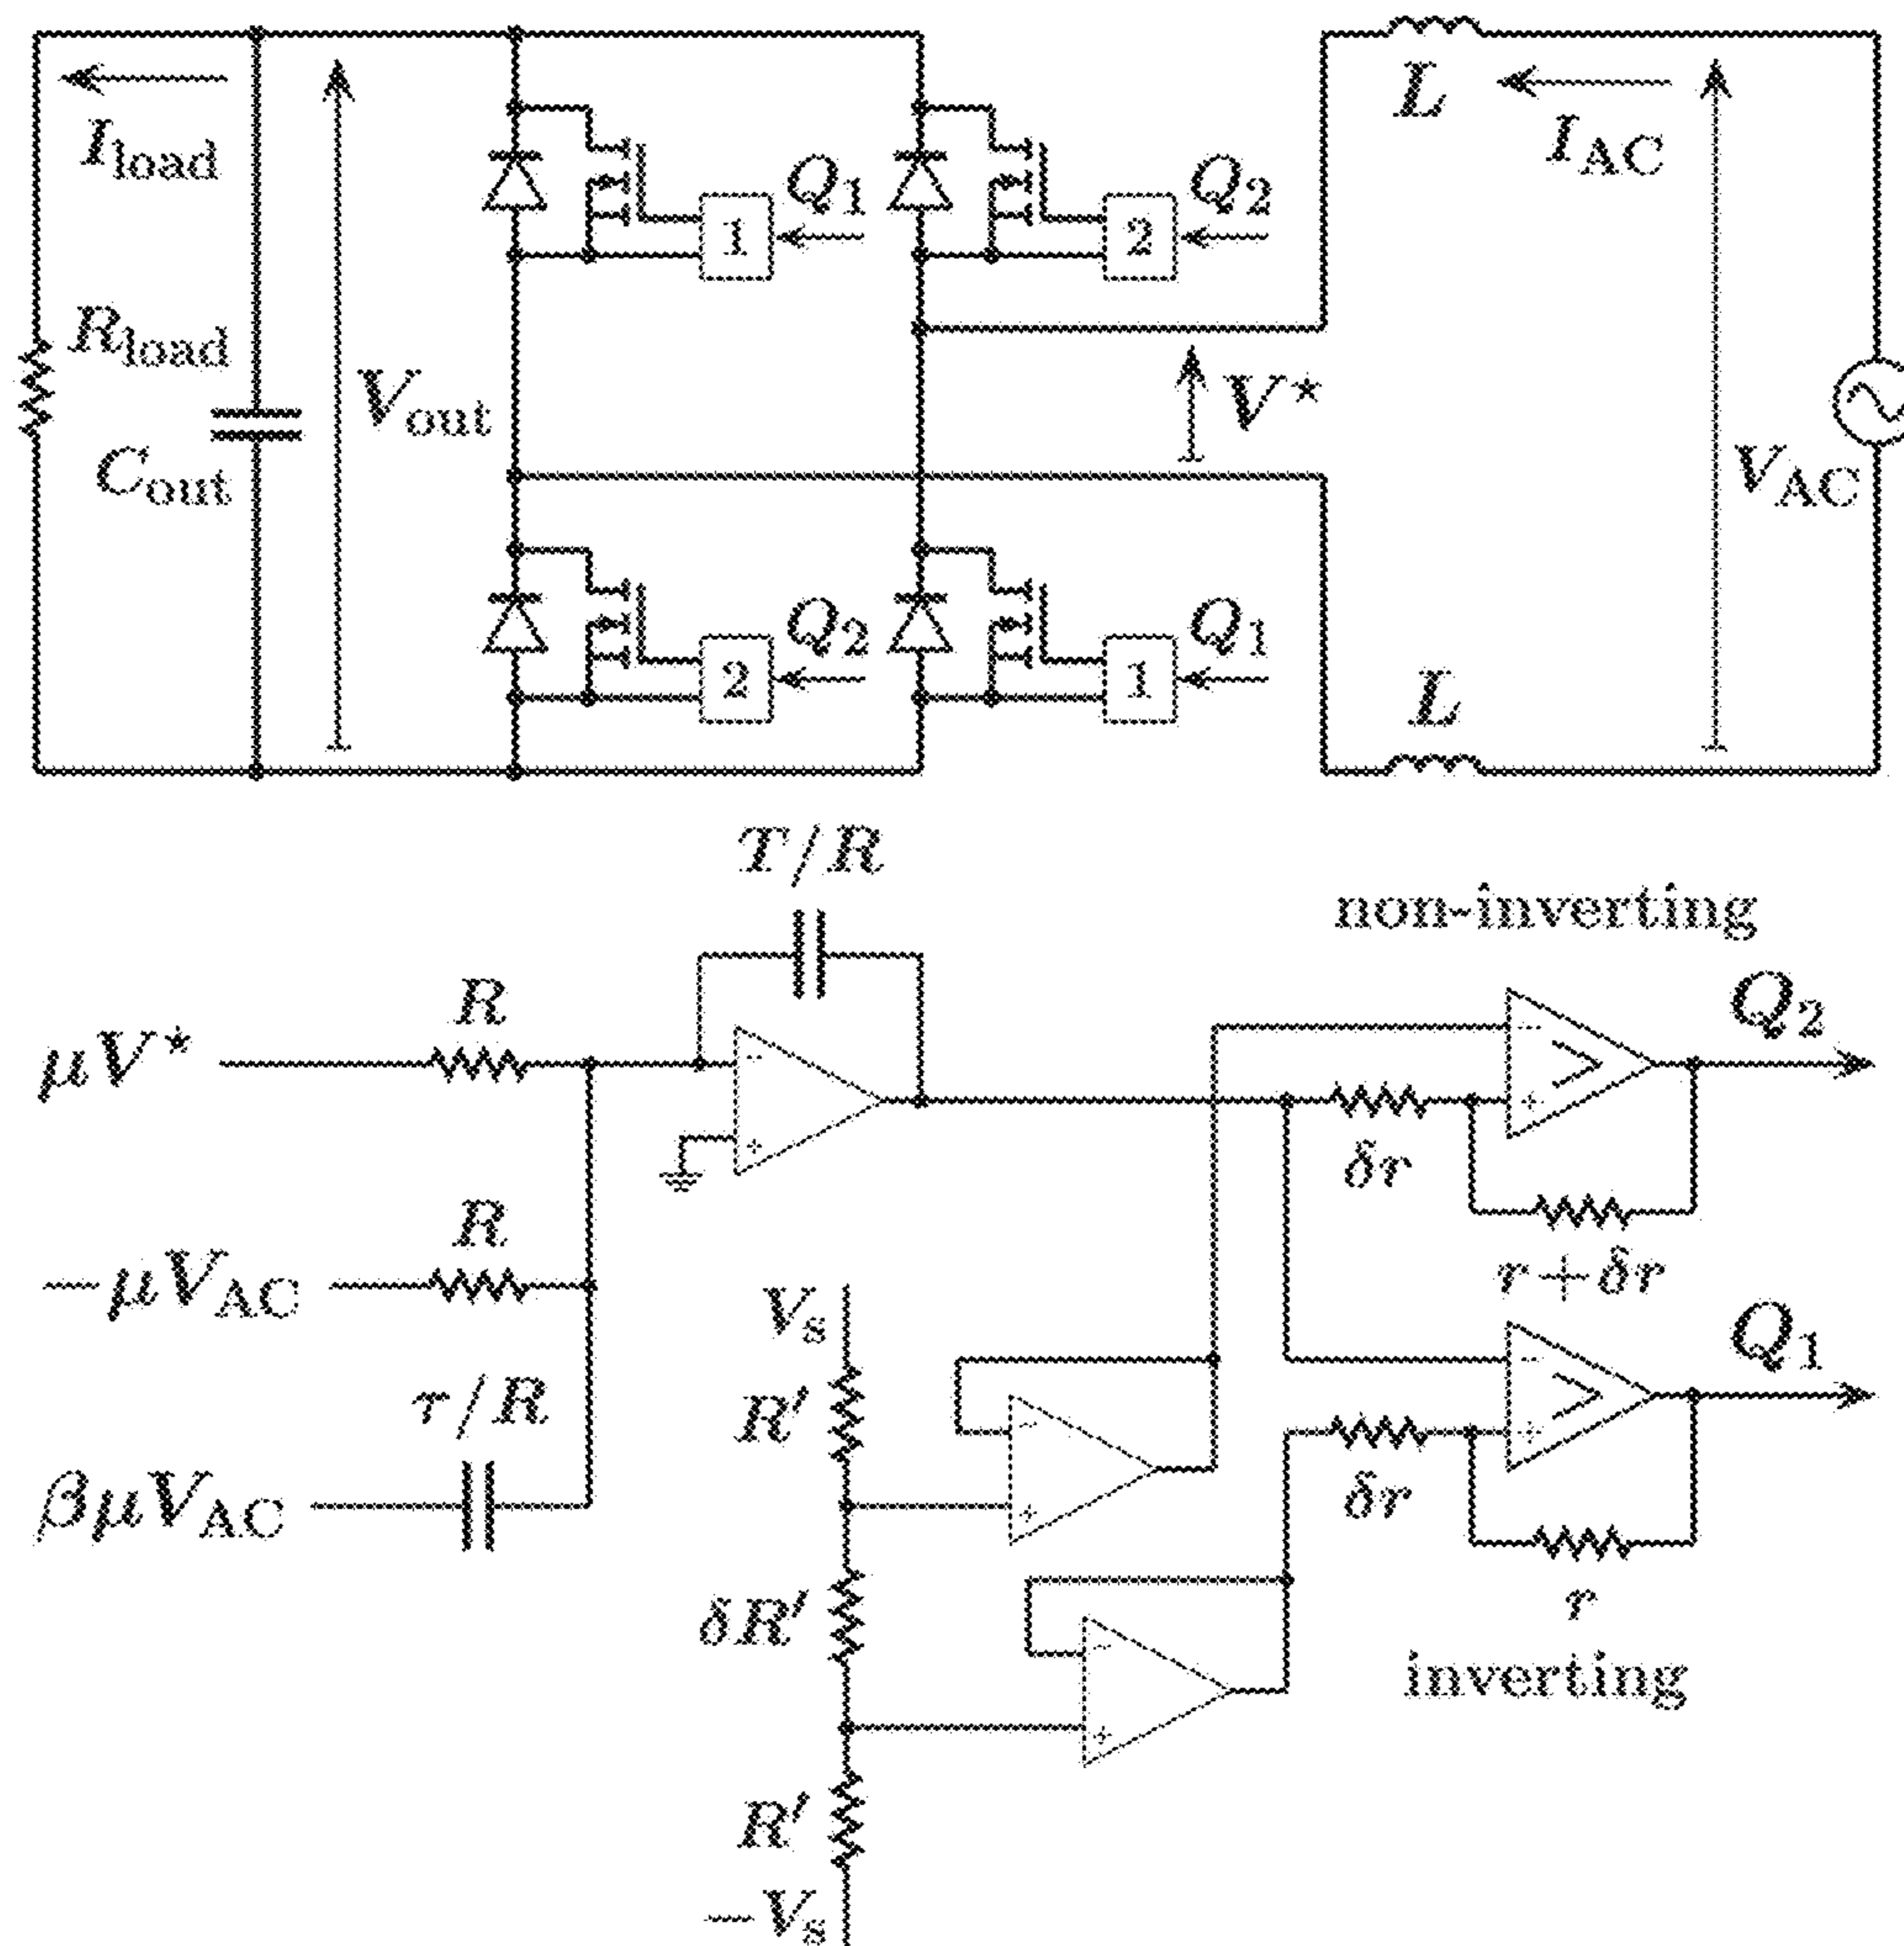 I_load
R_load
C_out
V_out
1
Q_1
2
Q_2
L
I_AC
V*
V_AC
2
Q_2
1
Q_1
L
T/R
non-inverting
μV*
R
-
+
-
+
>
Q_2
δr
r+δr
-μV_AC
R
V_s
βμV_AC
τ/R
R′
-
+
-
+
>
Q_1
δr
r
inverting
δR′
-
+
R′
-V_s